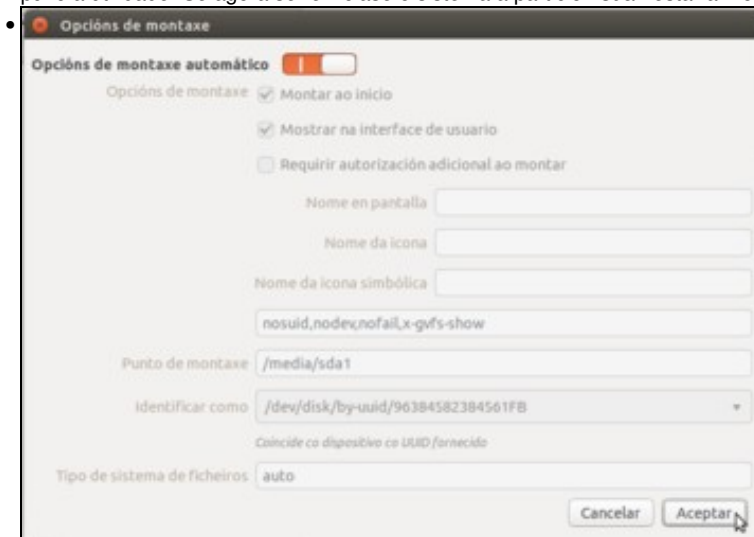 Opcións de montaxe
Opcións de montaxe automático
Opcións de montaxe Montar ao inicio
Mostrar na interface de usuario
Requirir autorización adicional ao montar
Nome en pantalla
Nome da icona
Nome da icona simbólica
nosuid,nodev,nofail,x-gvfs-show
Punto de montaxe /media/sda1
Identificar como /dev/disk/by-uuid/96384582384561FB
Coincide co dispositivo co UUID fornecido
Tipo de sistema de ficheiros auto
Cancelar Aceptar